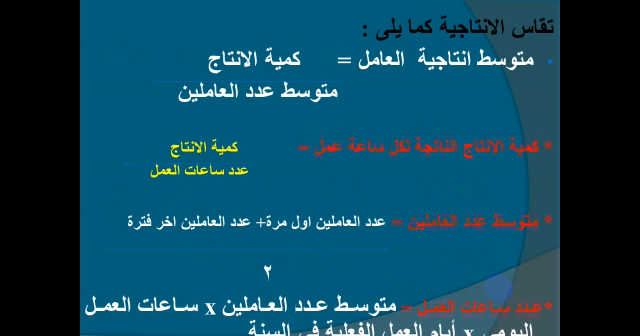 تقاس الانتاجية كما يلى :
متوسط انتاجية العامل = كمية الانتاج
متوسط عدد العاملين
* كمية الانتاج الناتجة لكل ساعة عمل = كمية الانتاج
عدد ساعات العمل
* متوسط عدد العاملين = عدد العاملين اول مرة+ عدد العاملين اخر فترة
٢
*عدد ساعات العمل = متوسط عدد العاملين x ساعات العمل
اليومى x أيام العمل الفعلية فى السنة